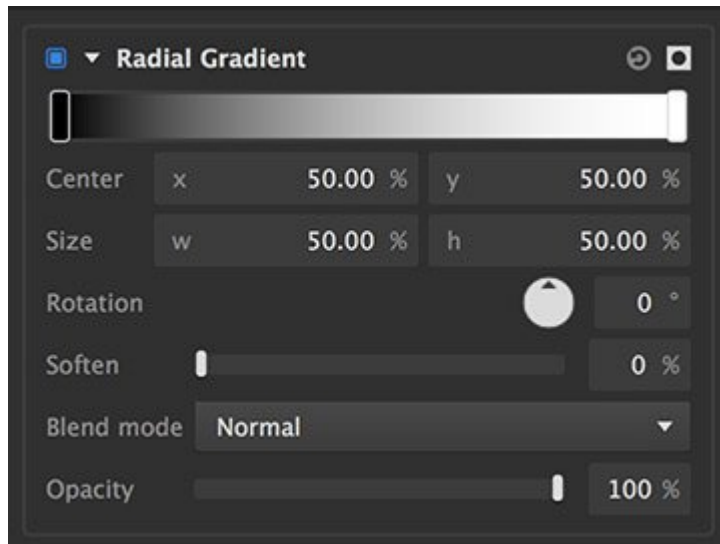 Radial Gradient
Center x 50.00 % y 50.00 %
Size w 50.00 % h 50.00 %
Rotation 0 °
Soften 0 %
Blend mode Normal
Opacity 100 %